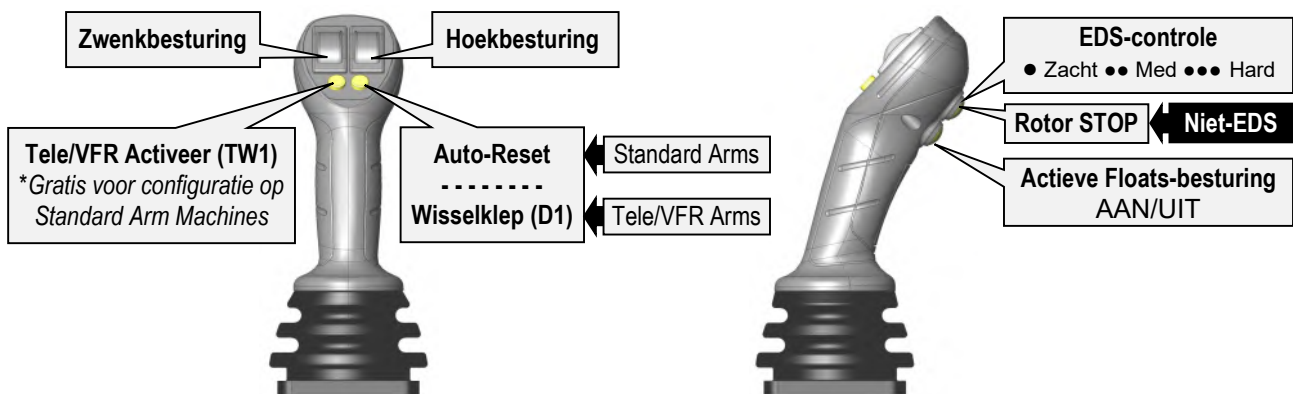 Zwenkbesturing
Hoekbesturing
Tele/VFR Activeer (TW1)
*Gratis voor configuratie op
Standard Arm Machines
Auto-Reset
- - - - - - - -
Wisselklep (D1)
Standard Arms
Tele/VFR Arms
EDS-controle
● Zacht ●● Med ●●● Hard
Rotor STOP
Niet-EDS
Actieve Floats-besturing
AAN/UIT